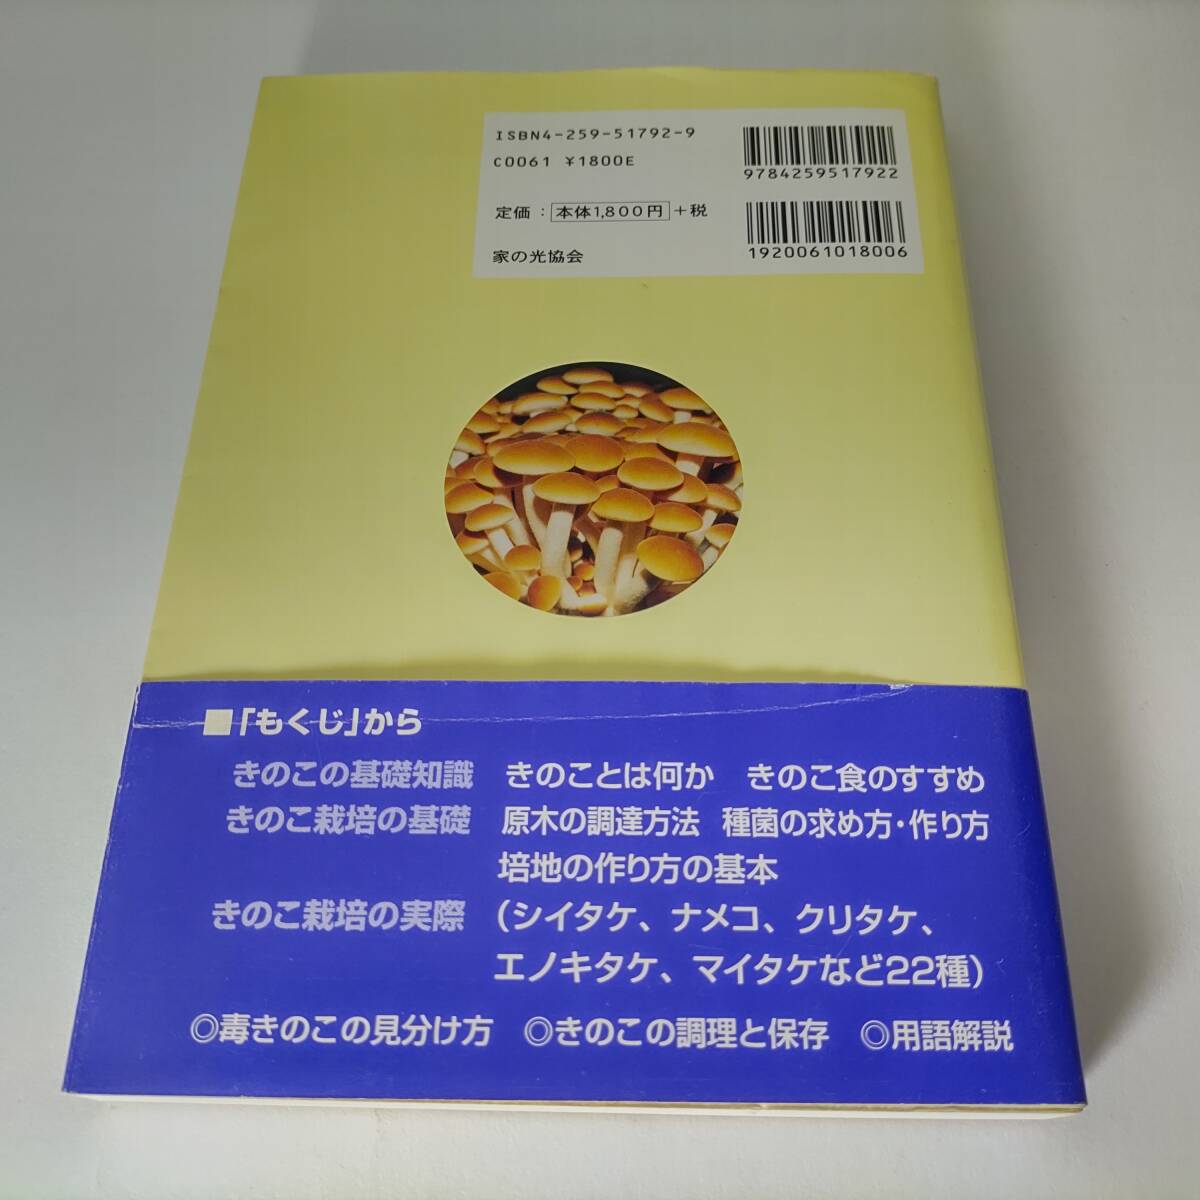 ISBN4-259-51792-9
C0061 ¥1800E
9784259517922
定価：本体1,800円＋税
1920061018006
家の光協会
■「もくじ」から
きのこの基礎知識 きのことは何か きのこ食のすすめ
きのこ栽培の基礎 原木の調達方法 種菌の求め方・作り方
培地の作り方の基本
きのこ栽培の実際 （シイタケ、ナメコ、クリタケ、
エノキタケ、マイタケなど22種）
◎毒きのこの見分け方 ◎きのこの調理と保存 ◎用語解説